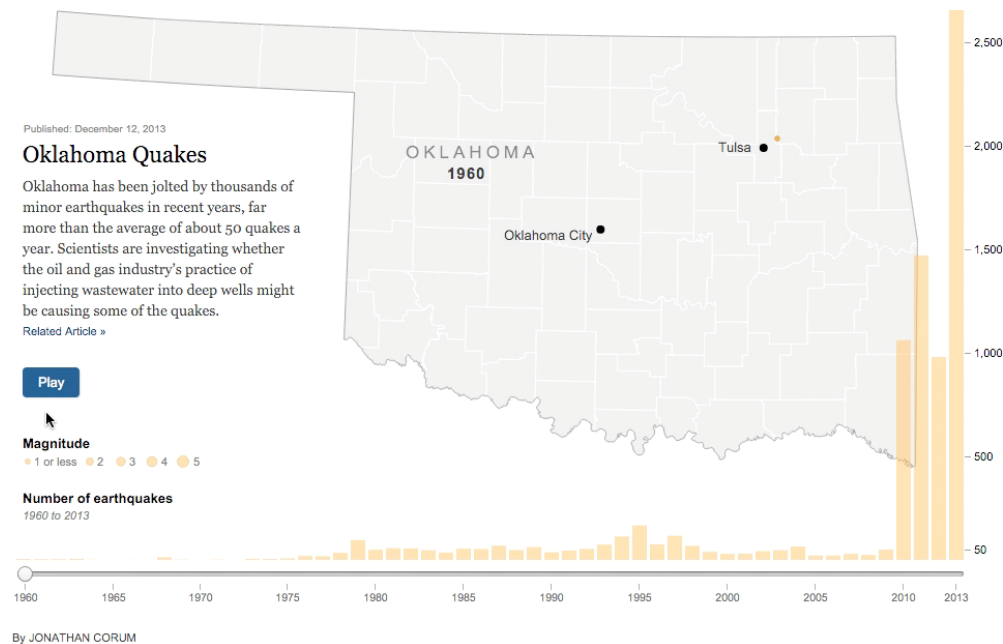 2,500
Published: December 12, 2013
Oklahoma Quakes
Oklahoma has been jolted by thousands of
minor earthquakes in recent years, far
more than the average of about 50 quakes a
year. Scientists are investigating whether
the oil and gas industry's practice of
injecting wastewater into deep wells might
be causing some of the quakes.
Related Article »
Play
Magnitude
1 or less 2 3 4 5
Number of earthquakes
1960 to 2013
OKLAHOMA
1960
Tulsa
Oklahoma City
2,000
1,500
1,000
500
50
1960 1965 1970 1975 1980 1985 1990 1995 2000 2005 2010 2013
By JONATHAN CORUM